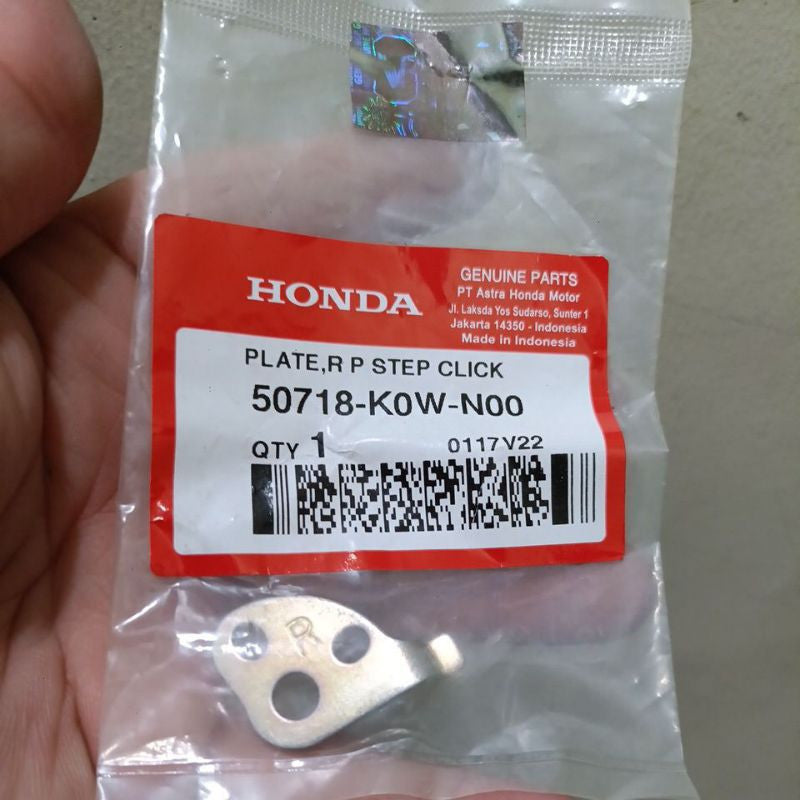 HONDA
GENUINE PARTS
PT Astra Honda Motor
Jl. Laksda Yos Sudarso, Sunter 1
Jakarta 14350 - Indonesia
Made in Indonesia
PLATE,R P STEP CLICK
50718-K0W-N00
QTY 1
0117V22
R